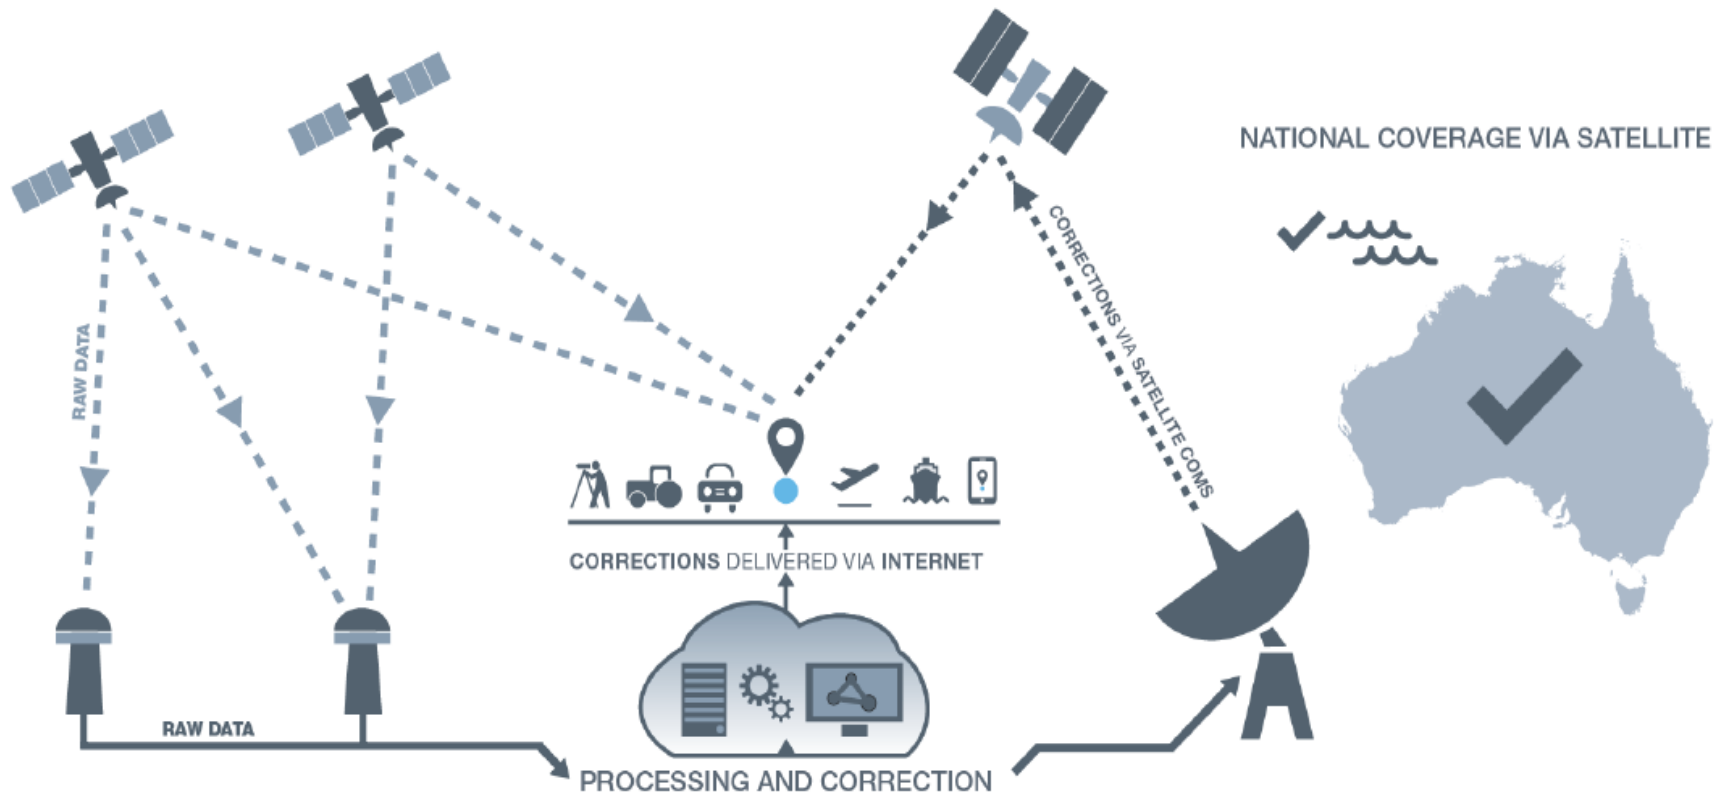 NATIONAL COVERAGE VIA SATELLITE
CORRECTIONS VIA SATELLITE COMS
RAW DATA
CORRECTIONS DELIVERED VIA INTERNET
RAW DATA
PROCESSING AND CORRECTION